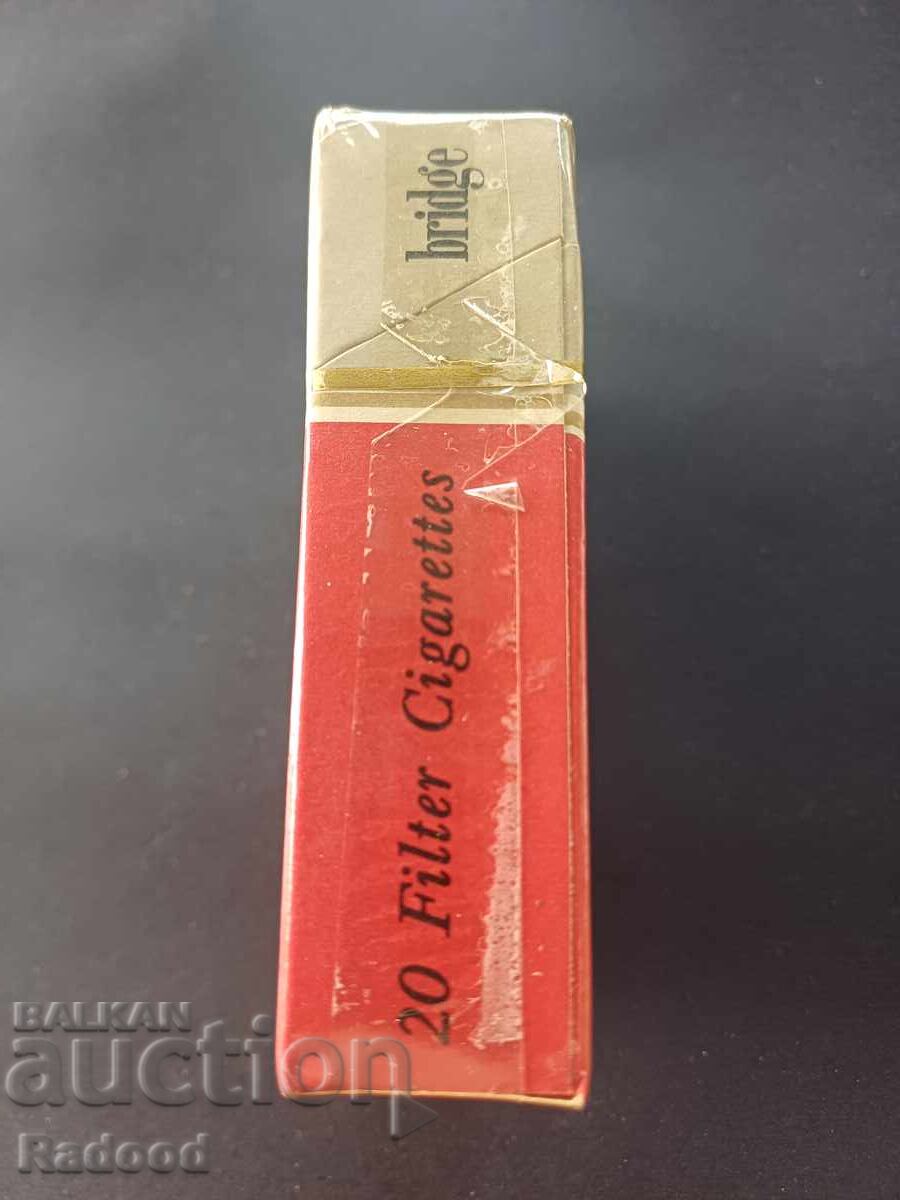 bridge
20 Filter Cigarettes
BALKAN
auction
Radood